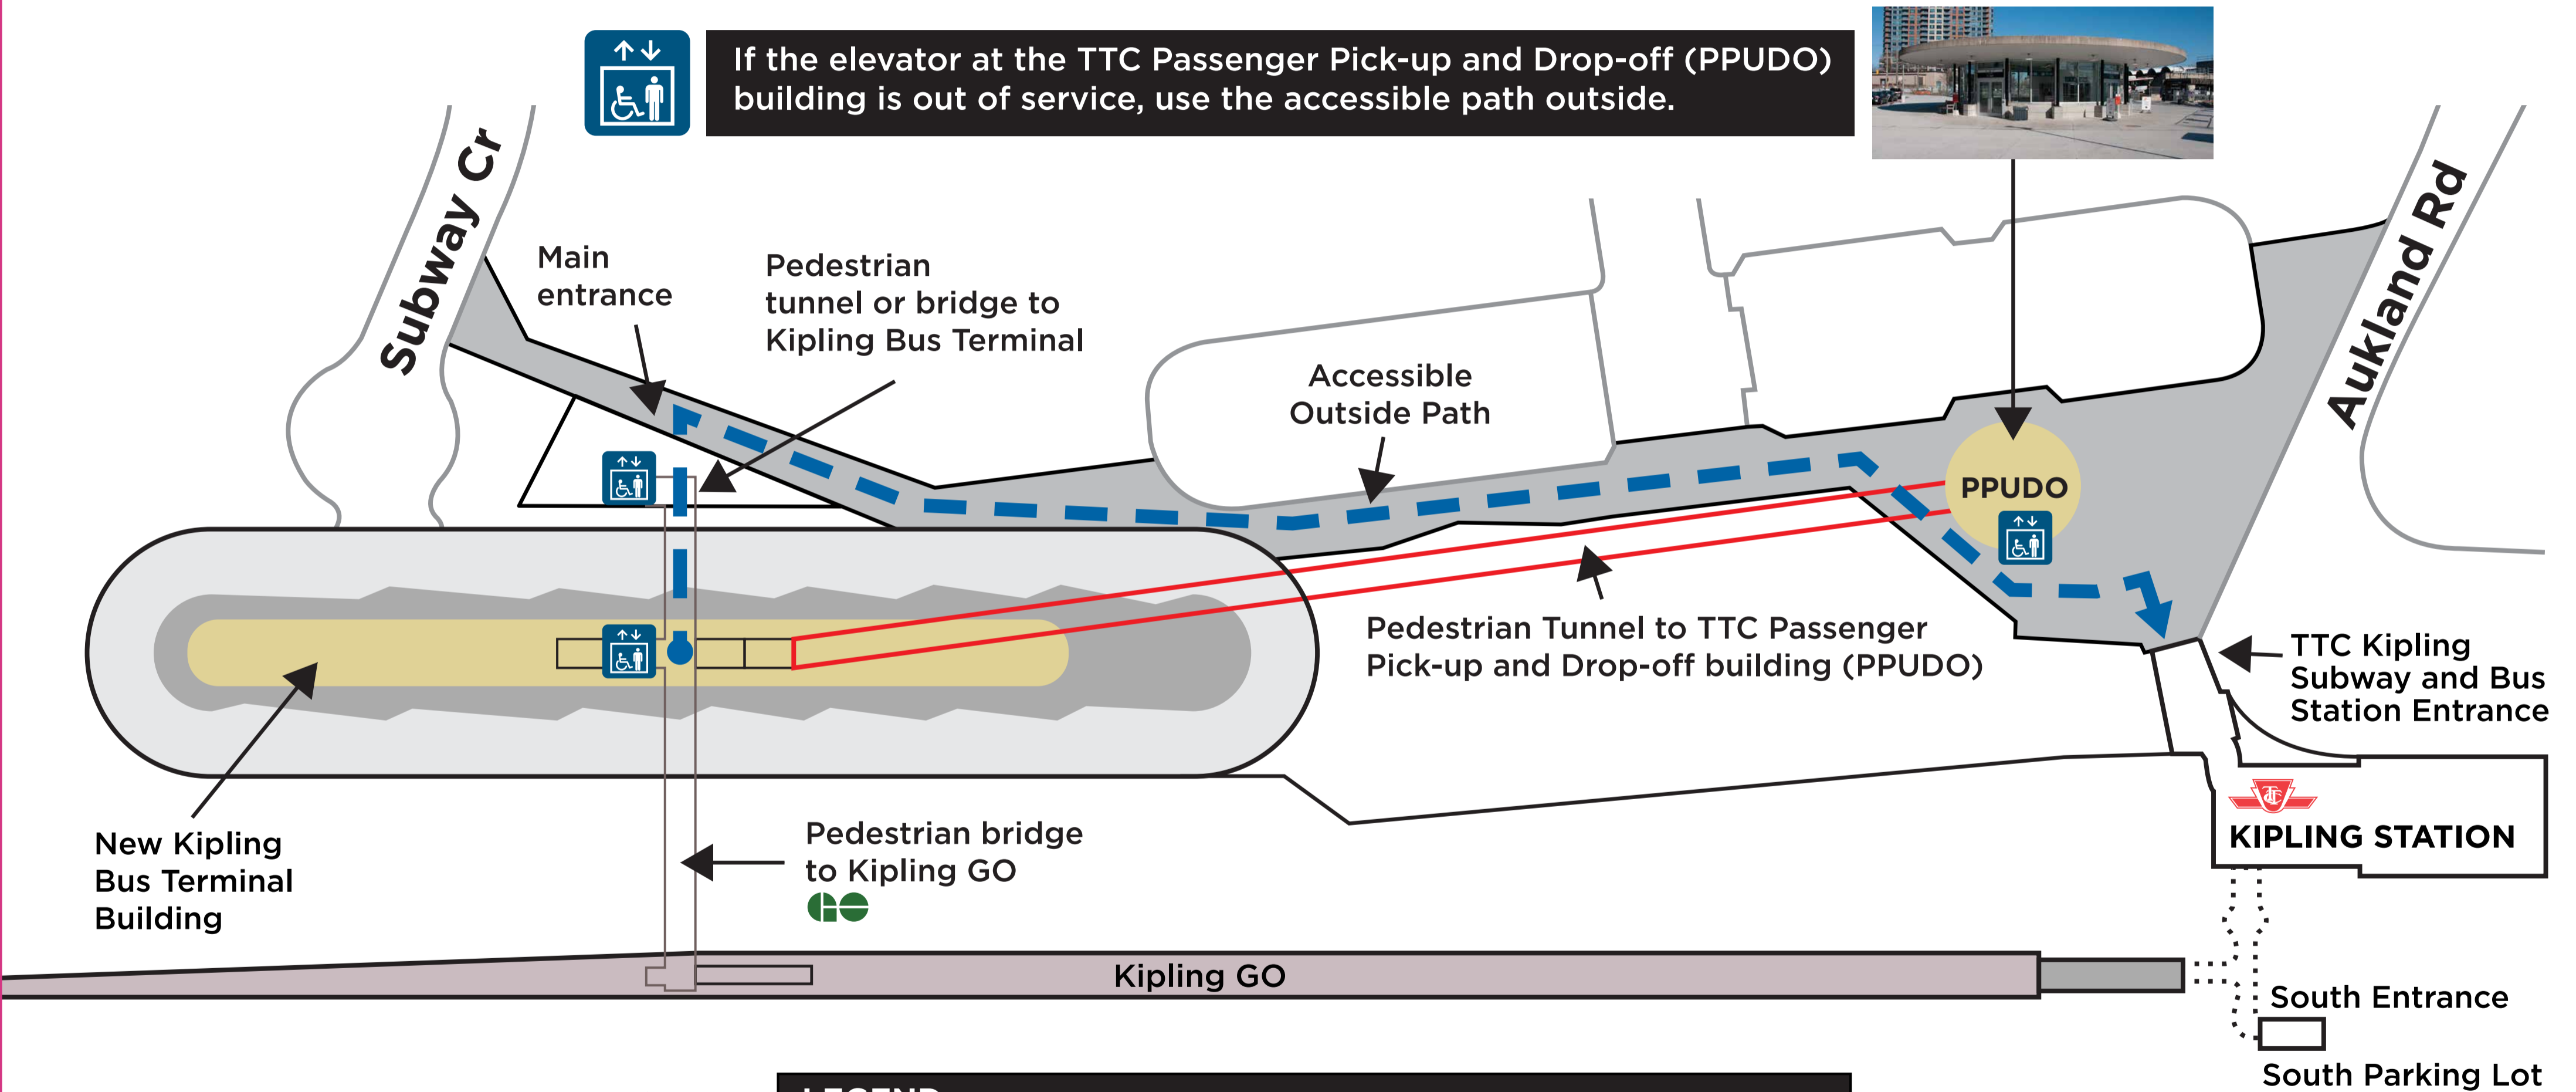 If the elevator at the TTC Passenger Pick-up and Drop-off (PPUDO)
building is out of service, use the accessible path outside.
Subway Cr
Main
entrance
Pedestrian
tunnel or bridge to
Kipling Bus Terminal
Accessible
Outside Path
Aukland Rd
PPUDO
Pedestrian Tunnel to TTC Passenger
Pick-up and Drop-off building (PPUDO)
TTC Kipling
Subway and Bus
Station Entrance
New Kipling
Bus Terminal
Building
Pedestrian bridge
to Kipling GO
GO
TTC
KIPLING STATION
Kipling GO
South Entrance
South Parking Lot
LEGEND